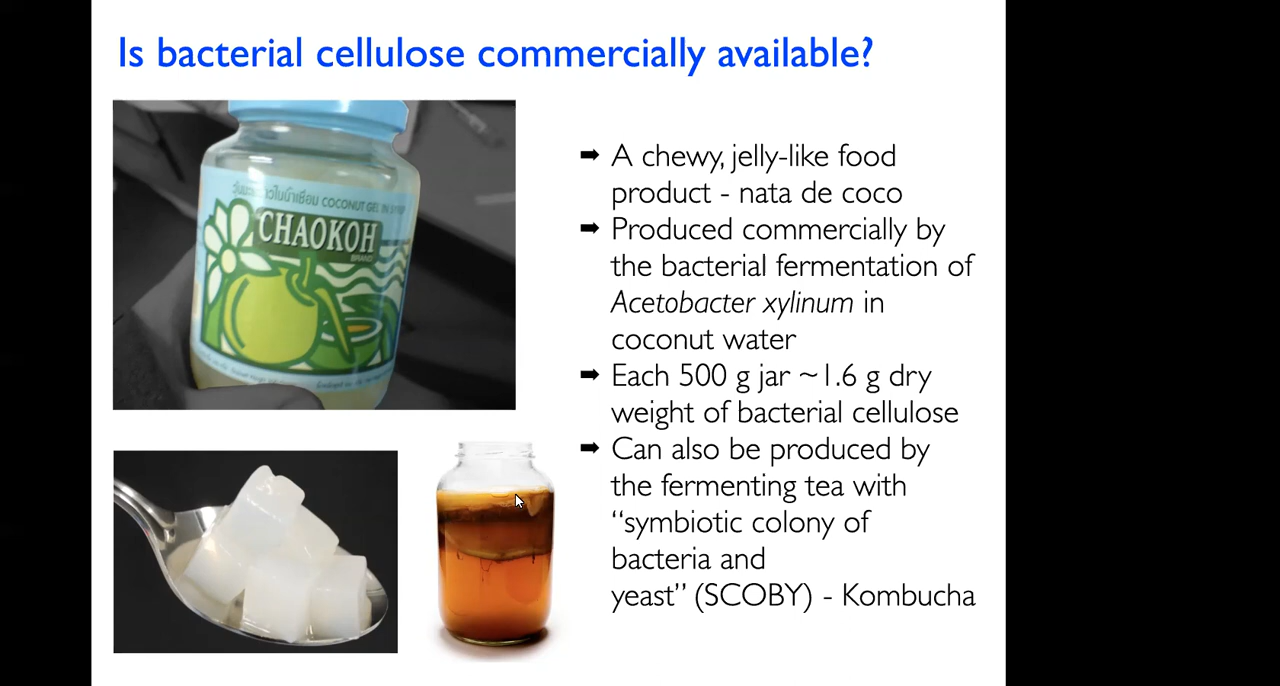 Is bacterial cellulose commercially available?
COCONUT GEL IN SYRUP
CHAOKOH
BRAND
➡ A chewy, jelly-like food
product - nata de coco
➡ Produced commercially by
the bacterial fermentation of
Acetobacter xylinum in
coconut water
➡ Each 500 g jar ~1.6 g dry
weight of bacterial cellulose
➡ Can also be produced by
the fermenting tea with
“symbiotic colony of
bacteria and
yeast” (SCOBY) - Kombucha